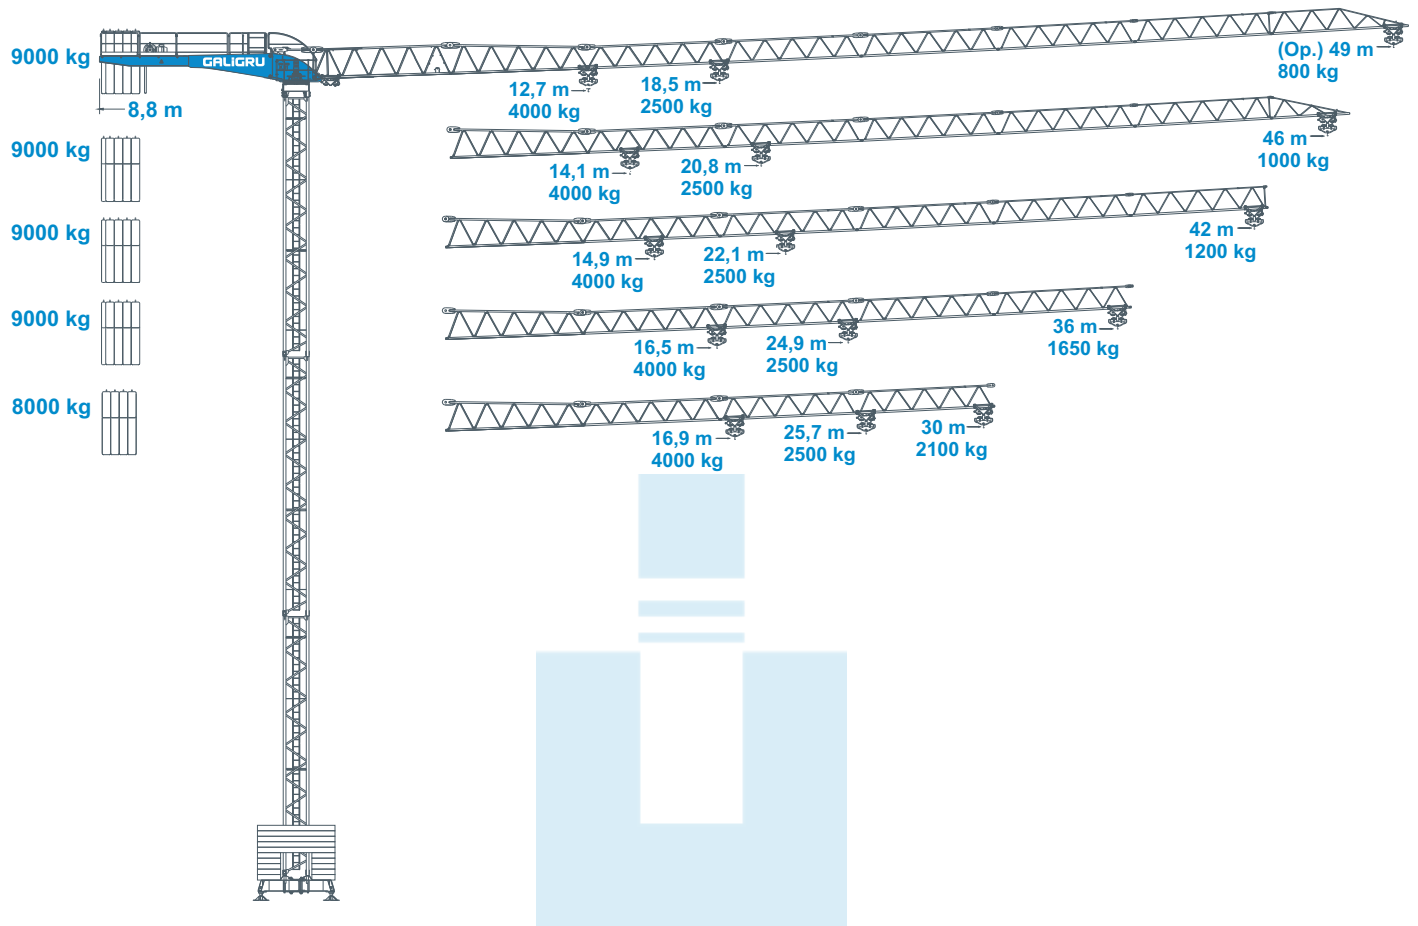 9000 kg
GALIGRU
8,8 m
12,7 m
4000 kg
18,5 m
2500 kg
(Op.) 49 m
800 kg
9000 kg
14,1 m
4000 kg
20,8 m
2500 kg
46 m
1000 kg
9000 kg
14,9 m
4000 kg
22,1 m
2500 kg
42 m
1200 kg
9000 kg
16,5 m
4000 kg
24,9 m
2500 kg
36 m
1650 kg
8000 kg
16,9 m
4000 kg
25,7 m
2500 kg
30 m
2100 kg